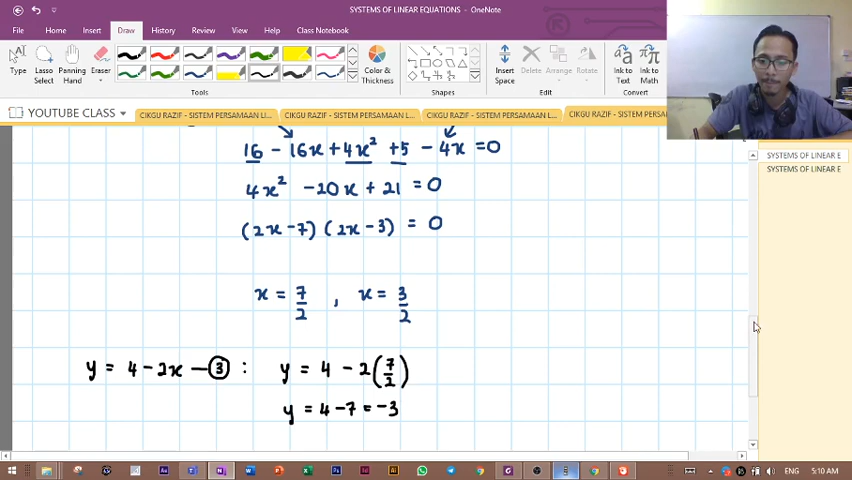 SYSTEMS OF LINEAR EQUATIONS - OneNote
File Home Insert Draw History Review View Help Class Notebook
Type Lasso Select Panning Hand Eraser Color & Thickness Insert Space Delete Arrange Rotate Ink to Text Ink to Math
Tools Shapes Edit Convert
YOUTUBE CLASS CIKGU RAZIF - SISTEM PERSAMAAN LI... CIKGU RAZIF - SISTEM PERSAMAAN LI... CIKGU RAZIF - SISTEM PERSAMAAN LI... CIKGU RAZIF - SISTEM PERSAMAAN
SYSTEMS OF LINEAR E
SYSTEMS OF LINEAR E
16 - 16x + 4x² + 5 - 4x = 0
4x² - 20x + 21 = 0
(2x - 7) (2x - 3) = 0
x = 7/2 , x = 3/2
y = 4 - 2x — ③ : y = 4 - 2(7/2)
y = 4 - 7 = -3
ENG 5:10 AM